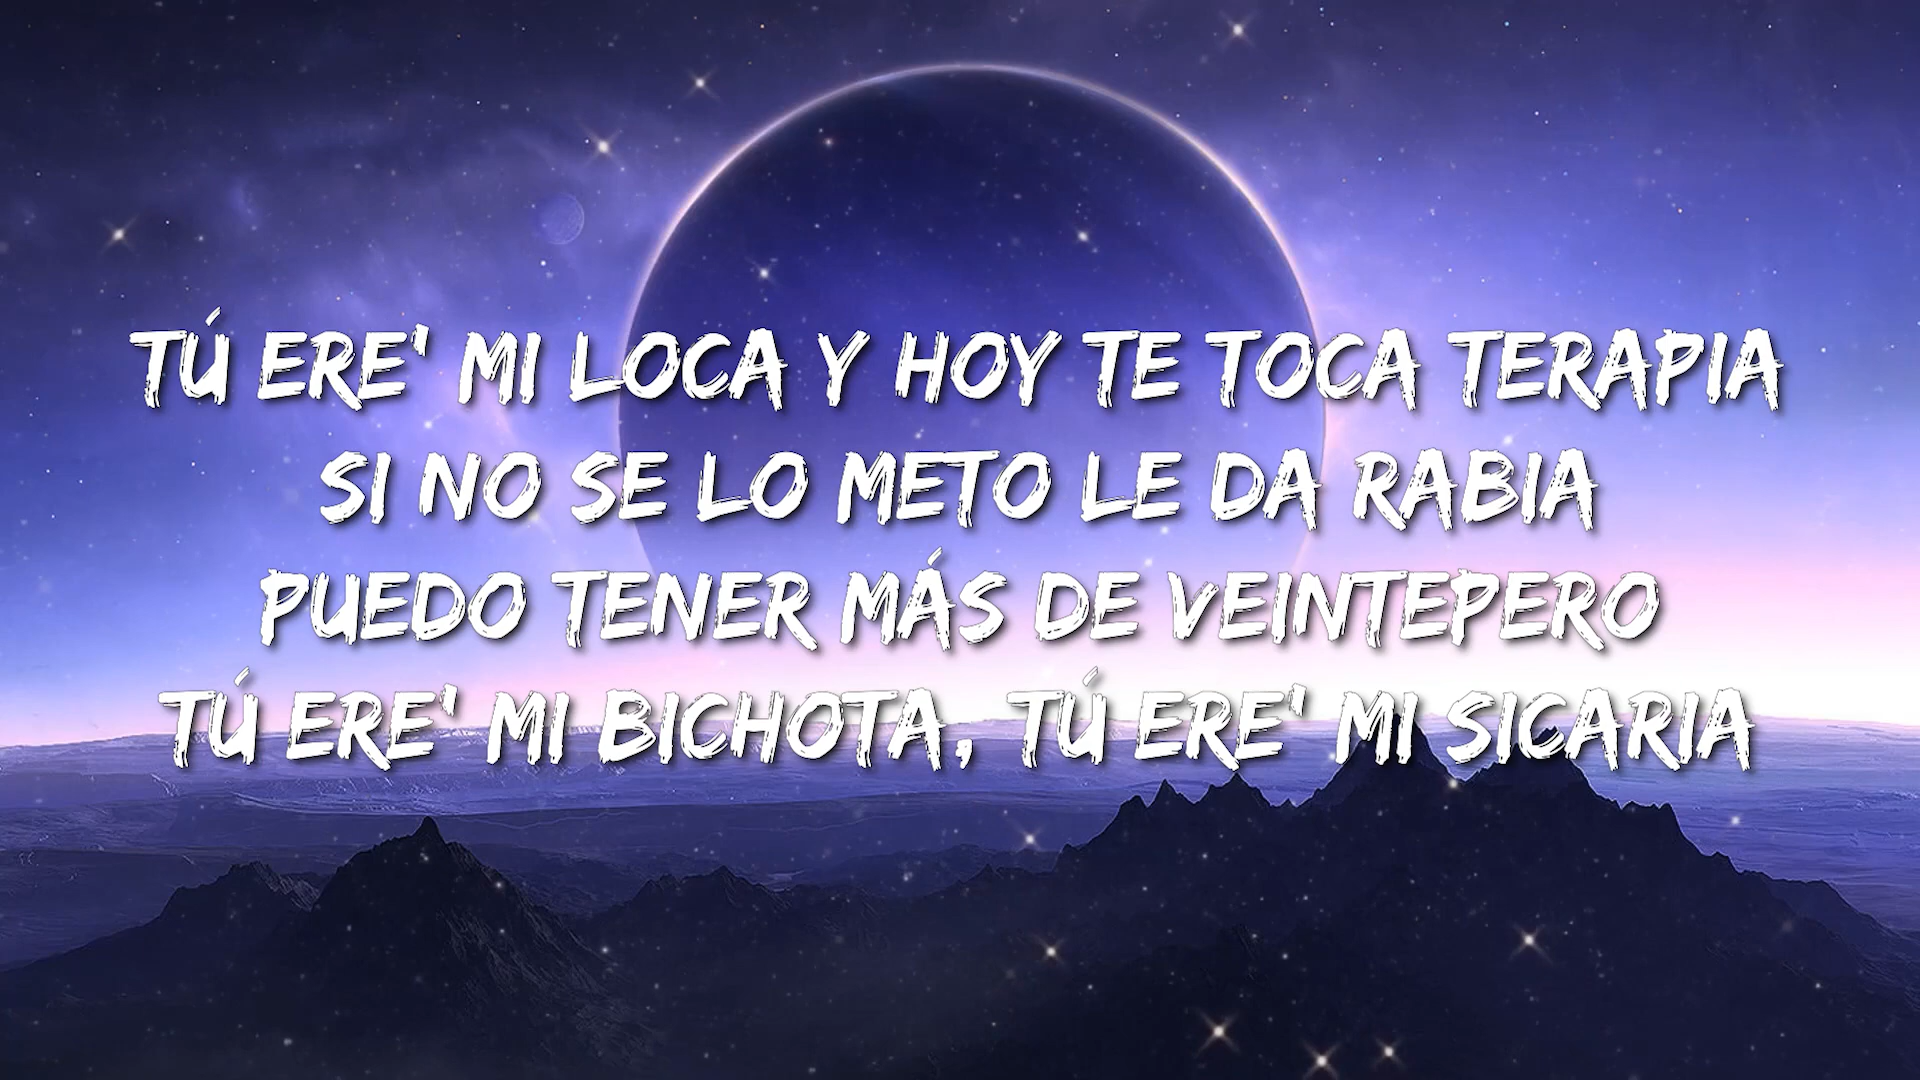 TÚ ERE' MI LOCA Y HOY TE TOCA TERAPIA
SI NO SE LO METO LE DA RABIA
PUEDO TENER MÁS DE VEINTEPERO
TÚ ERE' MI BICHOTA, TÚ ERE' MI SICARIA